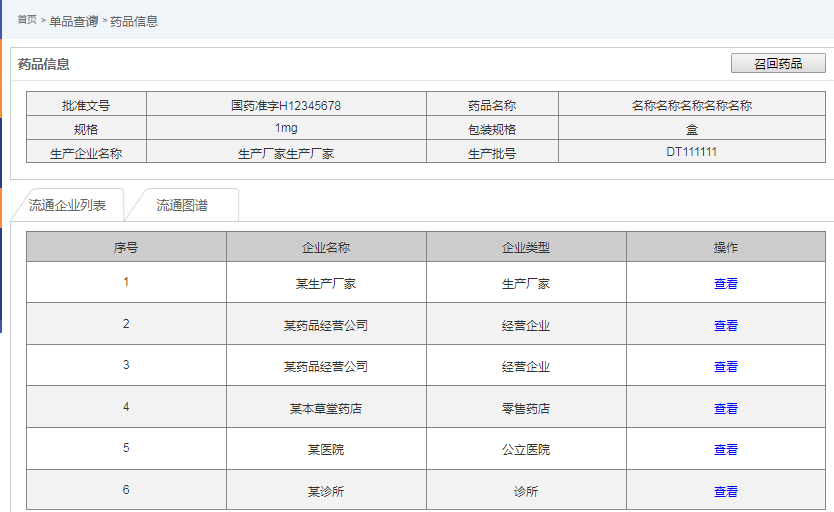 首页 > 单品查询 > 药品信息
药品信息 召回药品
批准文号 国药准字H12345678 药品名称 名称名称名称名称名称
规格 1mg 包装规格 盒
生产企业名称 生产厂家生产厂家 生产批号 DT111111
流通企业列表 流通图谱
序号 企业名称 企业类型 操作
1 某生产厂家 生产厂家 查看
2 某药品经营公司 经营企业 查看
3 某药品经营公司 经营企业 查看
4 某本草堂药店 零售药店 查看
5 某医院 公立医院 查看
6 某诊所 诊所 查看